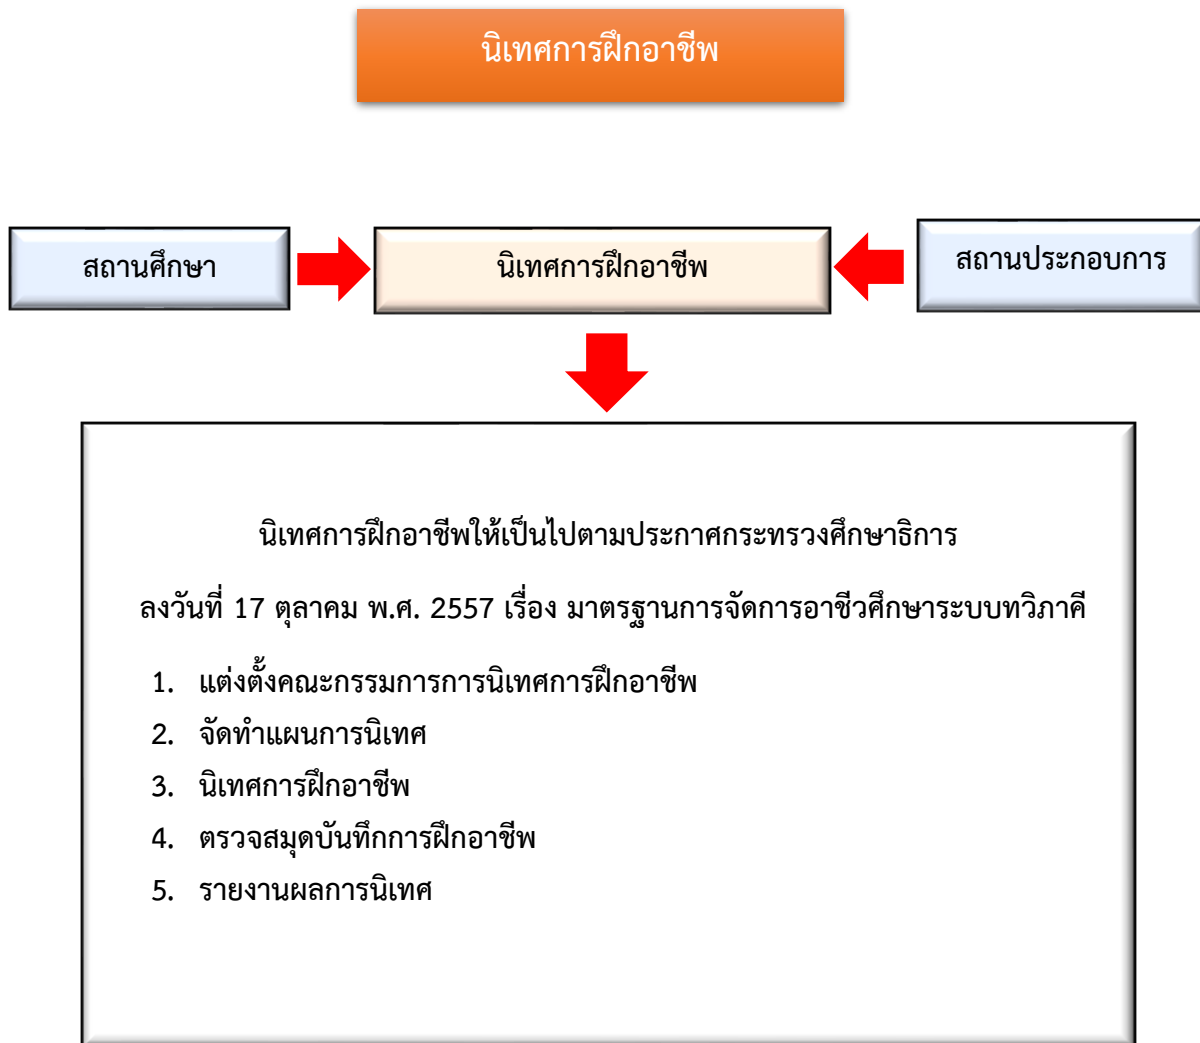 นิเทศการฝึกอาชีพ
สถานศึกษา
นิเทศการฝึกอาชีพ
สถานประกอบการ
นิเทศการฝึกอาชีพให้เป็นไปตามประกาศกระทรวงศึกษาธิการ
ลงวันที่ 17 ตุลาคม พ.ศ. 2557 เรื่อง มาตรฐานการจัดการอาชีวศึกษาระบบทวิภาคี
1. แต่งตั้งคณะกรรมการการนิเทศการฝึกอาชีพ
2. จัดทำแผนการนิเทศ
3. นิเทศการฝึกอาชีพ
4. ตรวจสมุดบันทึกการฝึกอาชีพ
5. รายงานผลการนิเทศ